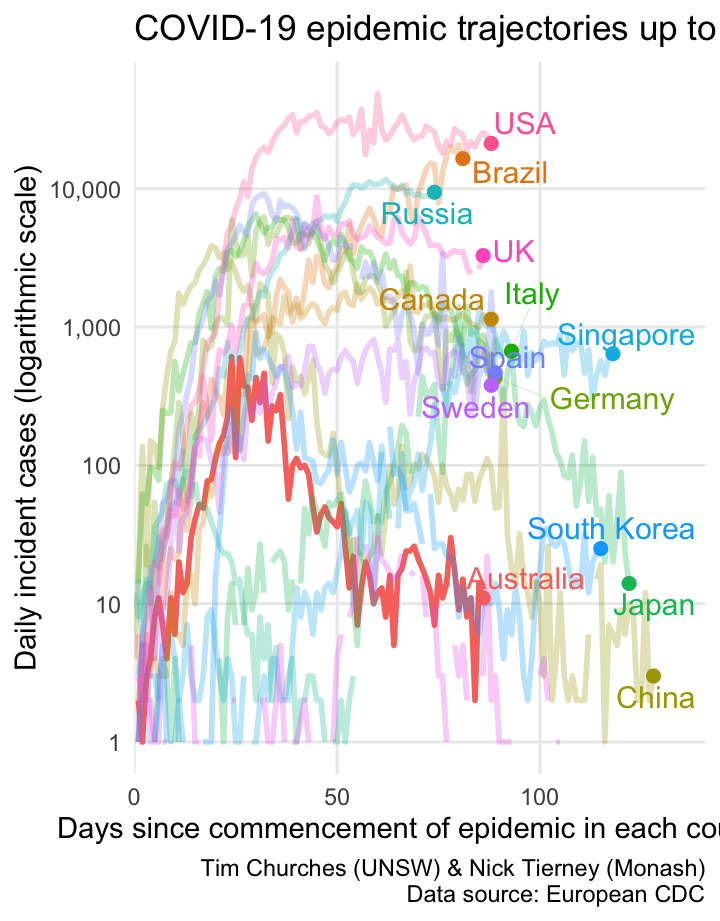 COVID-19 epidemic trajectories up to
Daily incident cases (logarithmic scale)
10,000
1,000
100
10
1
USA
Brazil
Russia
UK
Italy
Canada
Singapore
Spain
Germany
Sweden
South Korea
Australia
Japan
China
0 50 100
Days since commencement of epidemic in each cou
Tim Churches (UNSW) & Nick Tierney (Monash)
Data source: European CDC